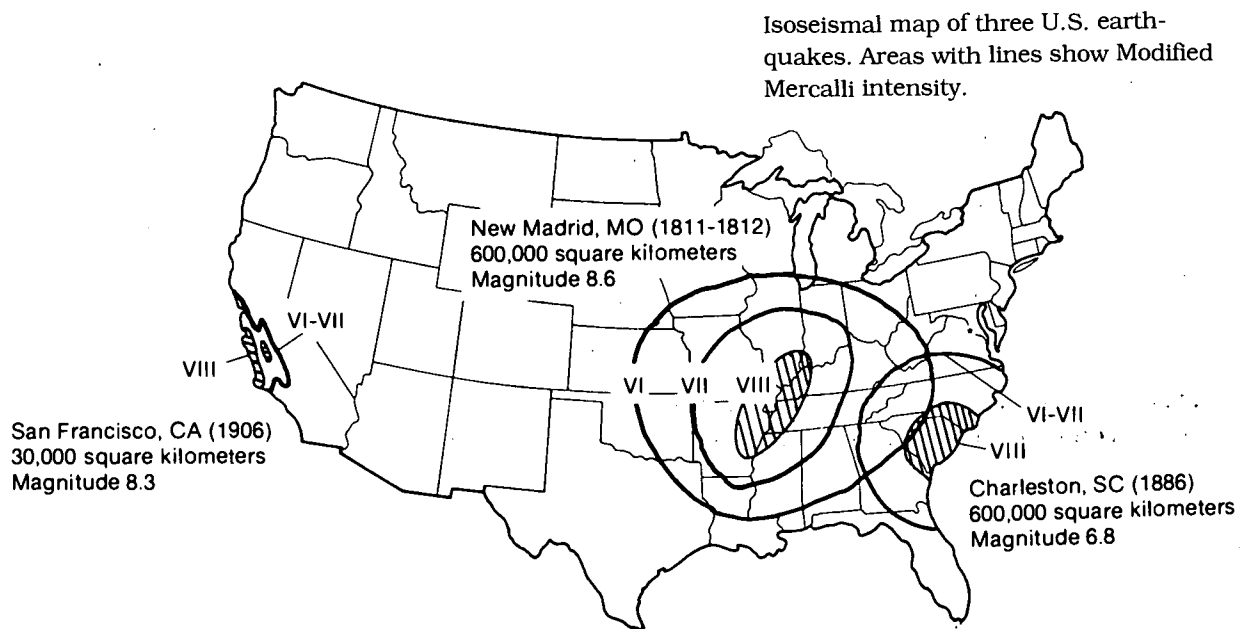 Isoseismal map of three U.S. earth-
quakes. Areas with lines show Modified
Mercalli intensity.
New Madrid, MO (1811-1812)
600,000 square kilometers
Magnitude 8.6
VI-VII
VIII
VI VII VIII
San Francisco, CA (1906)
30,000 square kilometers
Magnitude 8.3
VI-VII
VIII
Charleston, SC (1886)
600,000 square kilometers
Magnitude 6.8